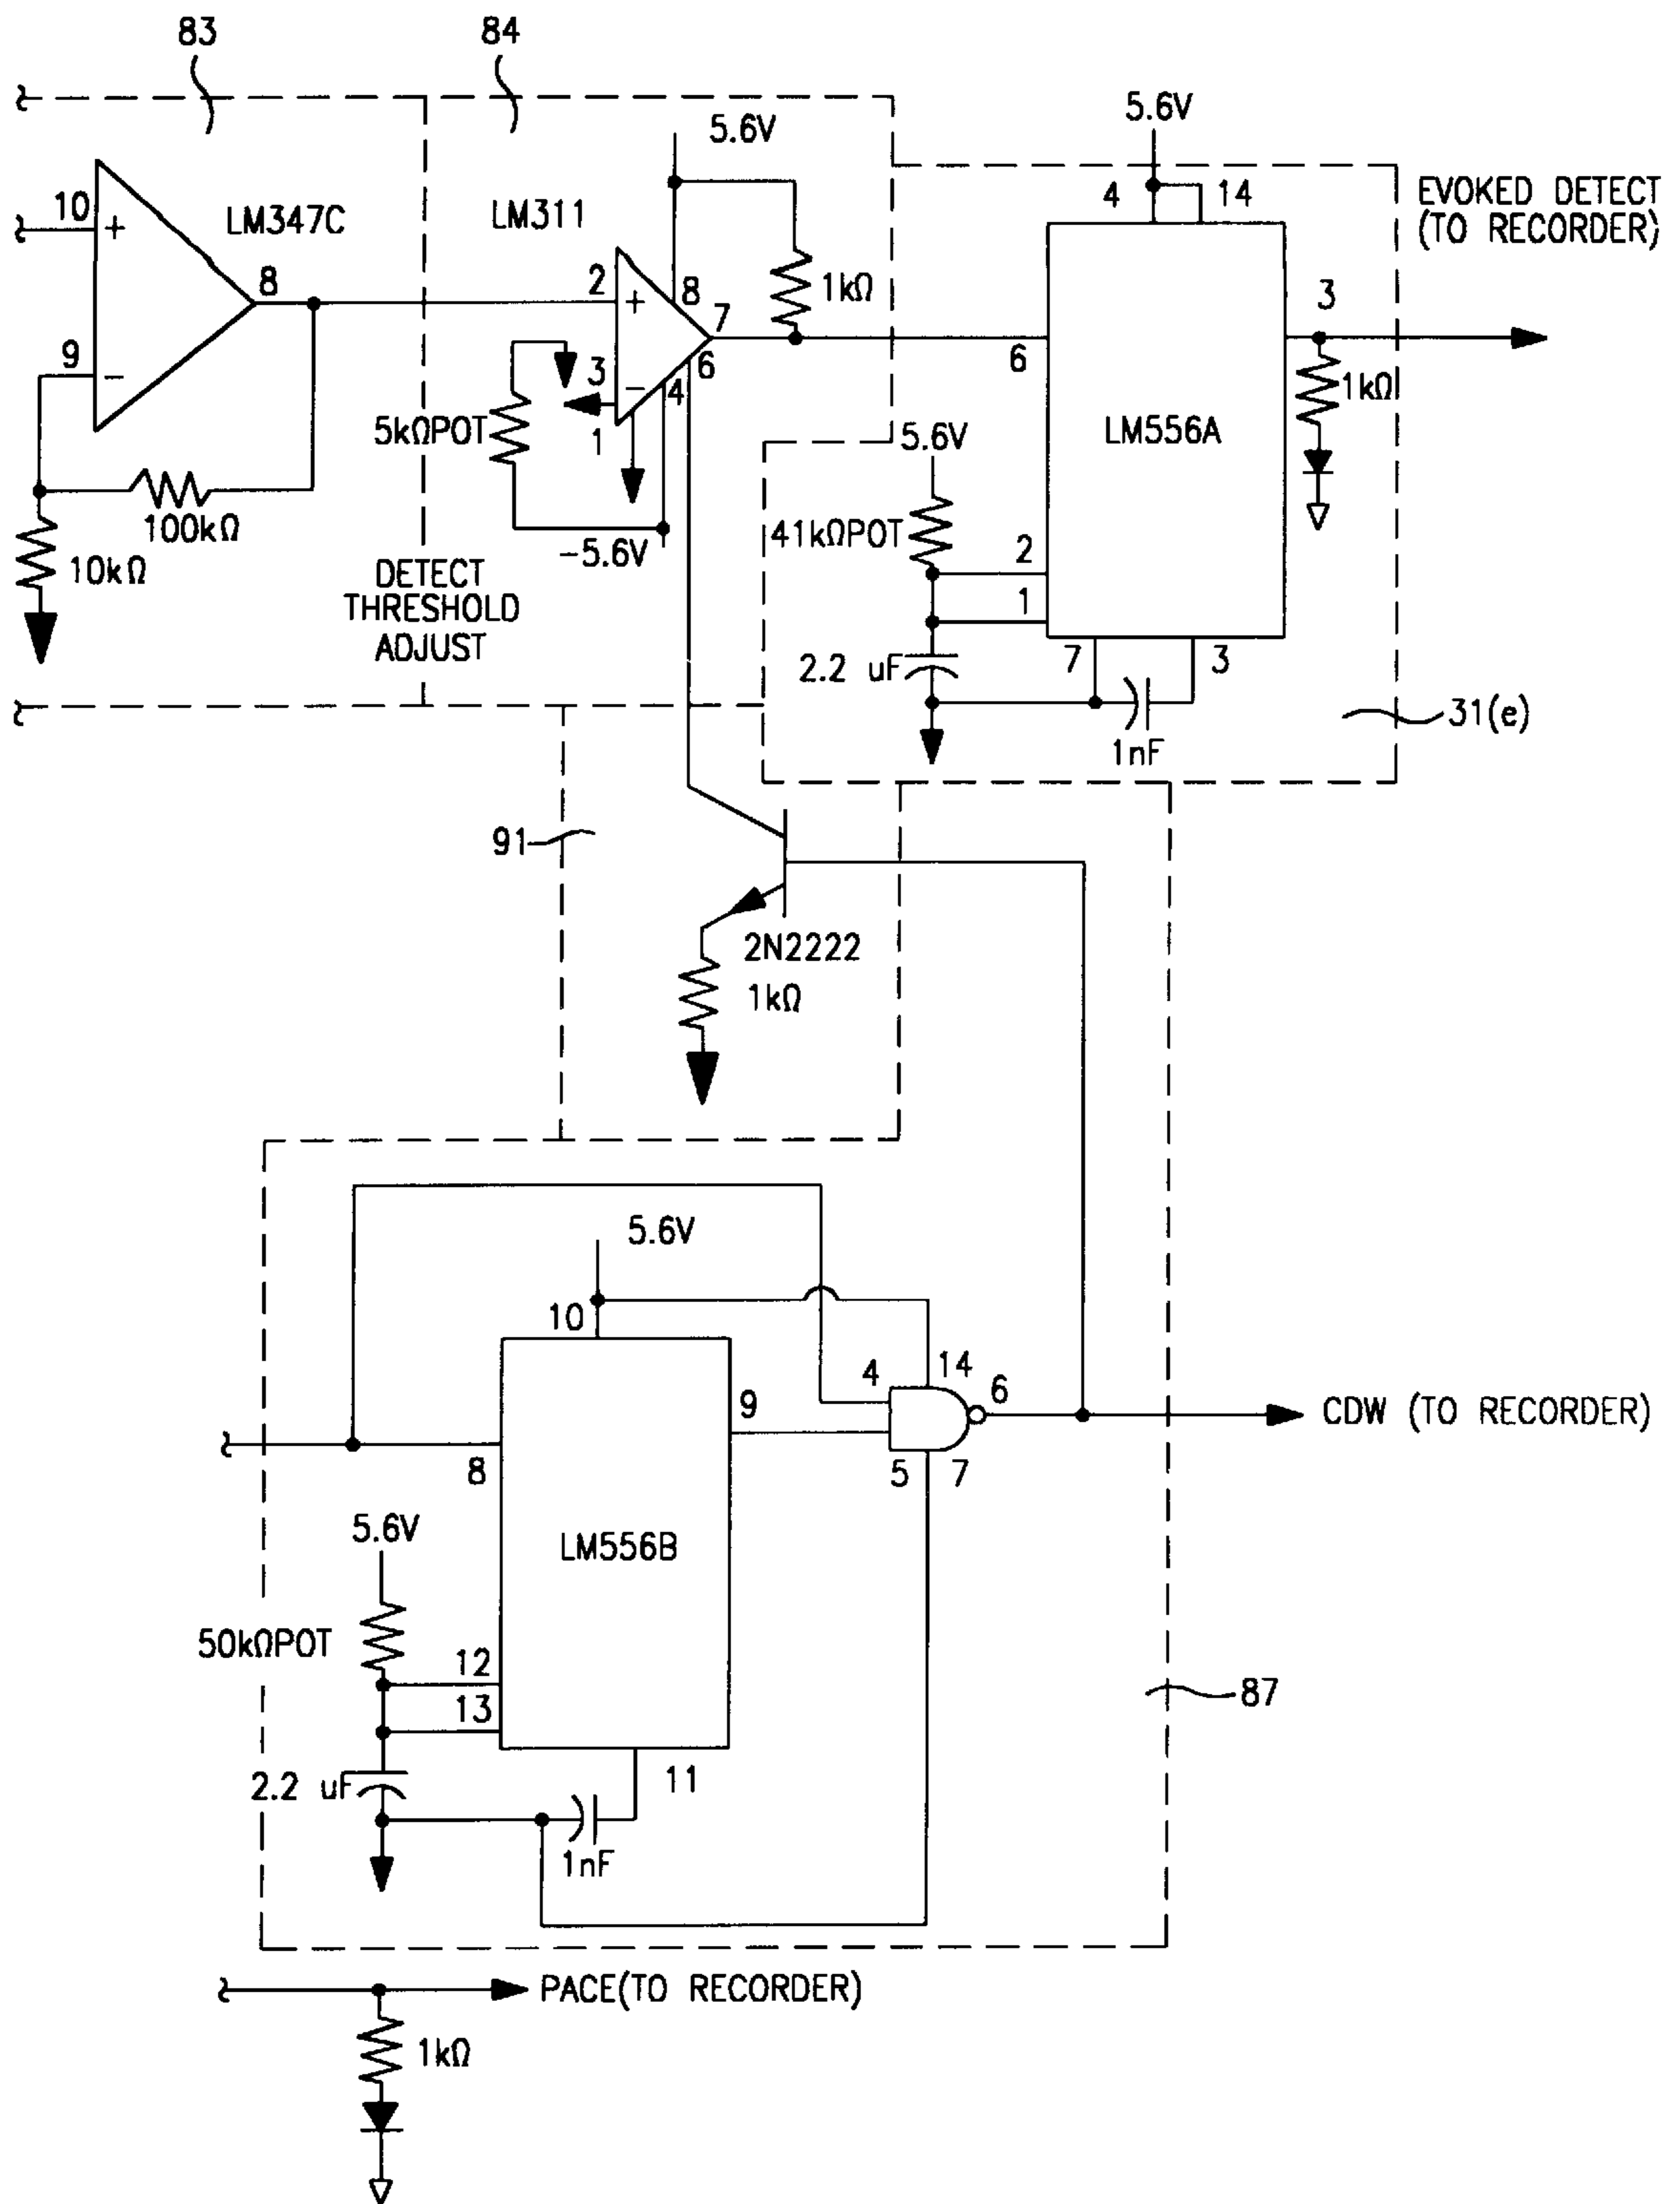 83
84
5.6V
5.6V
10
+
LM347C
LM311
4
14
EVOKED DETECT
(TO RECORDER)
8
2
+
8
7
1kΩ
3
9
−
3
−
4
6
6
1kΩ
5kΩPOT
1
5.6V
LM556A
100kΩ
41kΩPOT
10kΩ
-5.6V
2
DETECT
THRESHOLD
ADJUST
1
2.2 uF
7
3
31(e)
1nF
91
2N2222
1kΩ
5.6V
10
4
14
6
9
CDW (TO RECORDER)
8
5
7
5.6V
LM556B
50kΩPOT
12
13
87
2.2 uF
11
1nF
PACE(TO RECORDER)
1kΩ